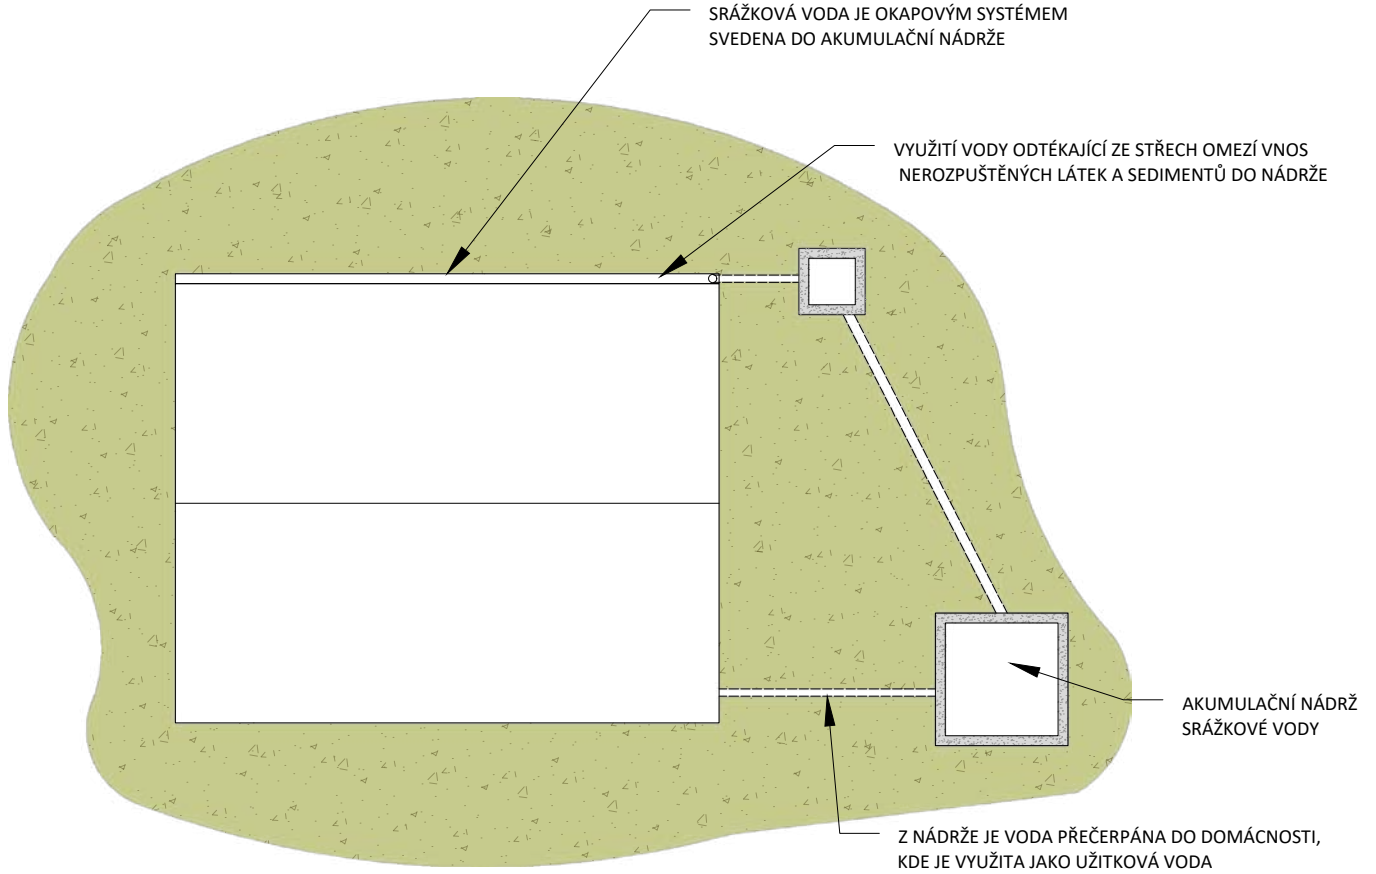 SRÁŽKOVÁ VODA JE OKAPOVÝM SYSTÉMEM
SVEDENA DO AKUMULAČNÍ NÁDRŽE
VYUŽITÍ VODY ODTÉKAJÍCÍ ZE STŘECH OMEZÍ VNOS
NEROZPUŠTĚNÝCH LÁTEK A SEDIMENTŮ DO NÁDRŽE
AKUMULAČNÍ NÁDRŽ
SRÁŽKOVÉ VODY
Z NÁDRŽE JE VODA PŘEČERPÁNA DO DOMÁCNOSTI,
KDE JE VYUŽITA JAKO UŽITKOVÁ VODA